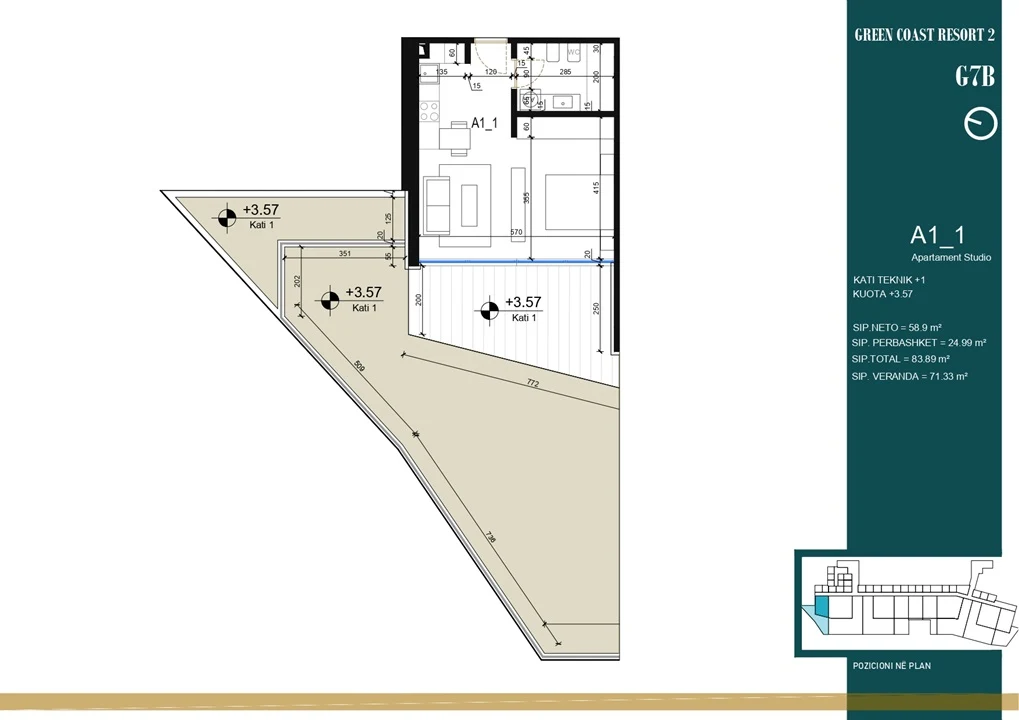 GREEN COAST RESORT 2
G7B
A1_1
Apartament Studio
KATI TEKNIK +1
KUOTA +3.57
SIP.NETO = 58.9 m²
SIP. PERBASHKET = 24.99 m²
SIP.TOTAL = 83.89 m²
SIP. VERANDA = 71.33 m²
POZICIONI NË PLAN
60
45
WC
30
135
120
15
90
285
200
15
65
15
15
A1_1
60
355
415
570
20
+3.57
Kati 1
125
20
55
351
202
+3.57
Kati 1
200
+3.57
Kati 1
250
509
772
736